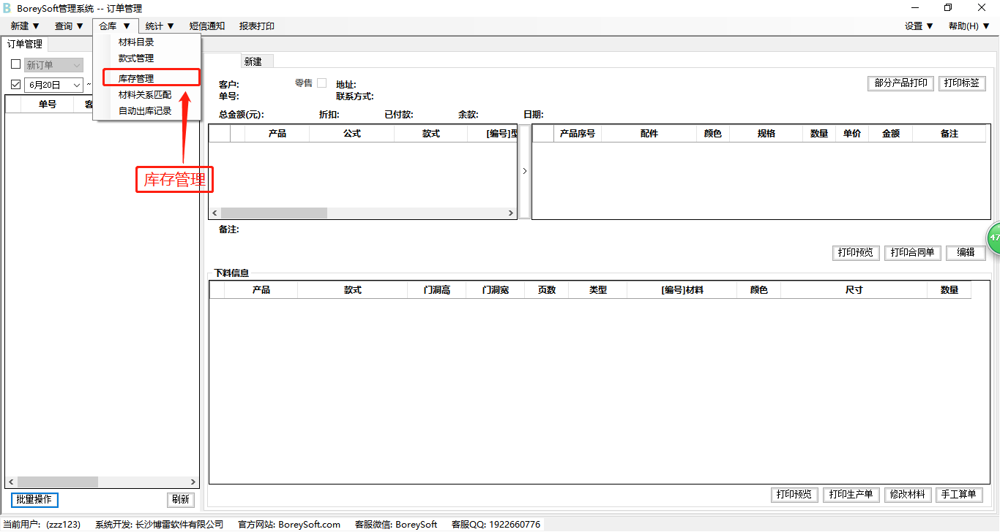 BoreySoft管理系统 -- 订单管理
新建 ▼ 查询 ▼ 仓库 ▼ 统计 ▼ 短信通知 报表打印 设置 ▼ 帮助(H) ▼
订单管理
材料目录
款式管理
库存管理
材料关系匹配
自动出库记录
新订单
6月20日 ~
单号 客
批量操作 刷新
库存管理
新建
客户: 零售 地址:
单号: 联系方式:
部分产品打印 打印标签
总金额(元): 折扣: 已付款: 余款: 日期:
产品 公式 款式 [编号]型
产品序号 配件 颜色 规格 数量 单价 金额 备注
备注:
打印预览 打印合同单 编辑
47
下料信息
产品 款式 门洞高 门洞宽 页数 类型 [编号]材料 颜色 尺寸 数量
打印预览 打印生产单 修改材料 手工算单
当前用户: (zzz123) 系统开发: 长沙博雷软件有限公司 官方网站: BoreySoft.com 客服微信: BoreySoft 客服QQ: 1922660776